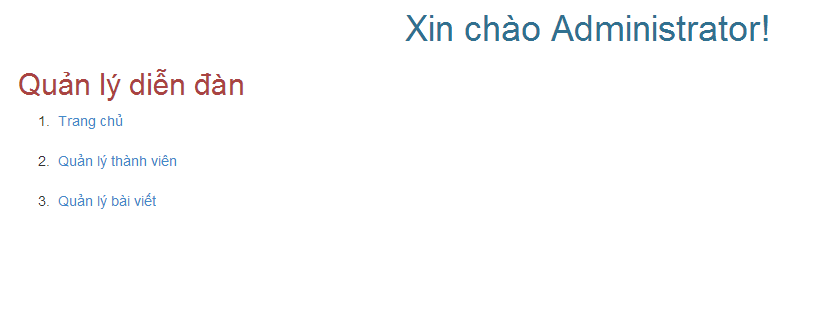 Xin chào Administrator!
Quản lý diễn đàn
1. Trang chủ
2. Quản lý thành viên
3. Quản lý bài viết